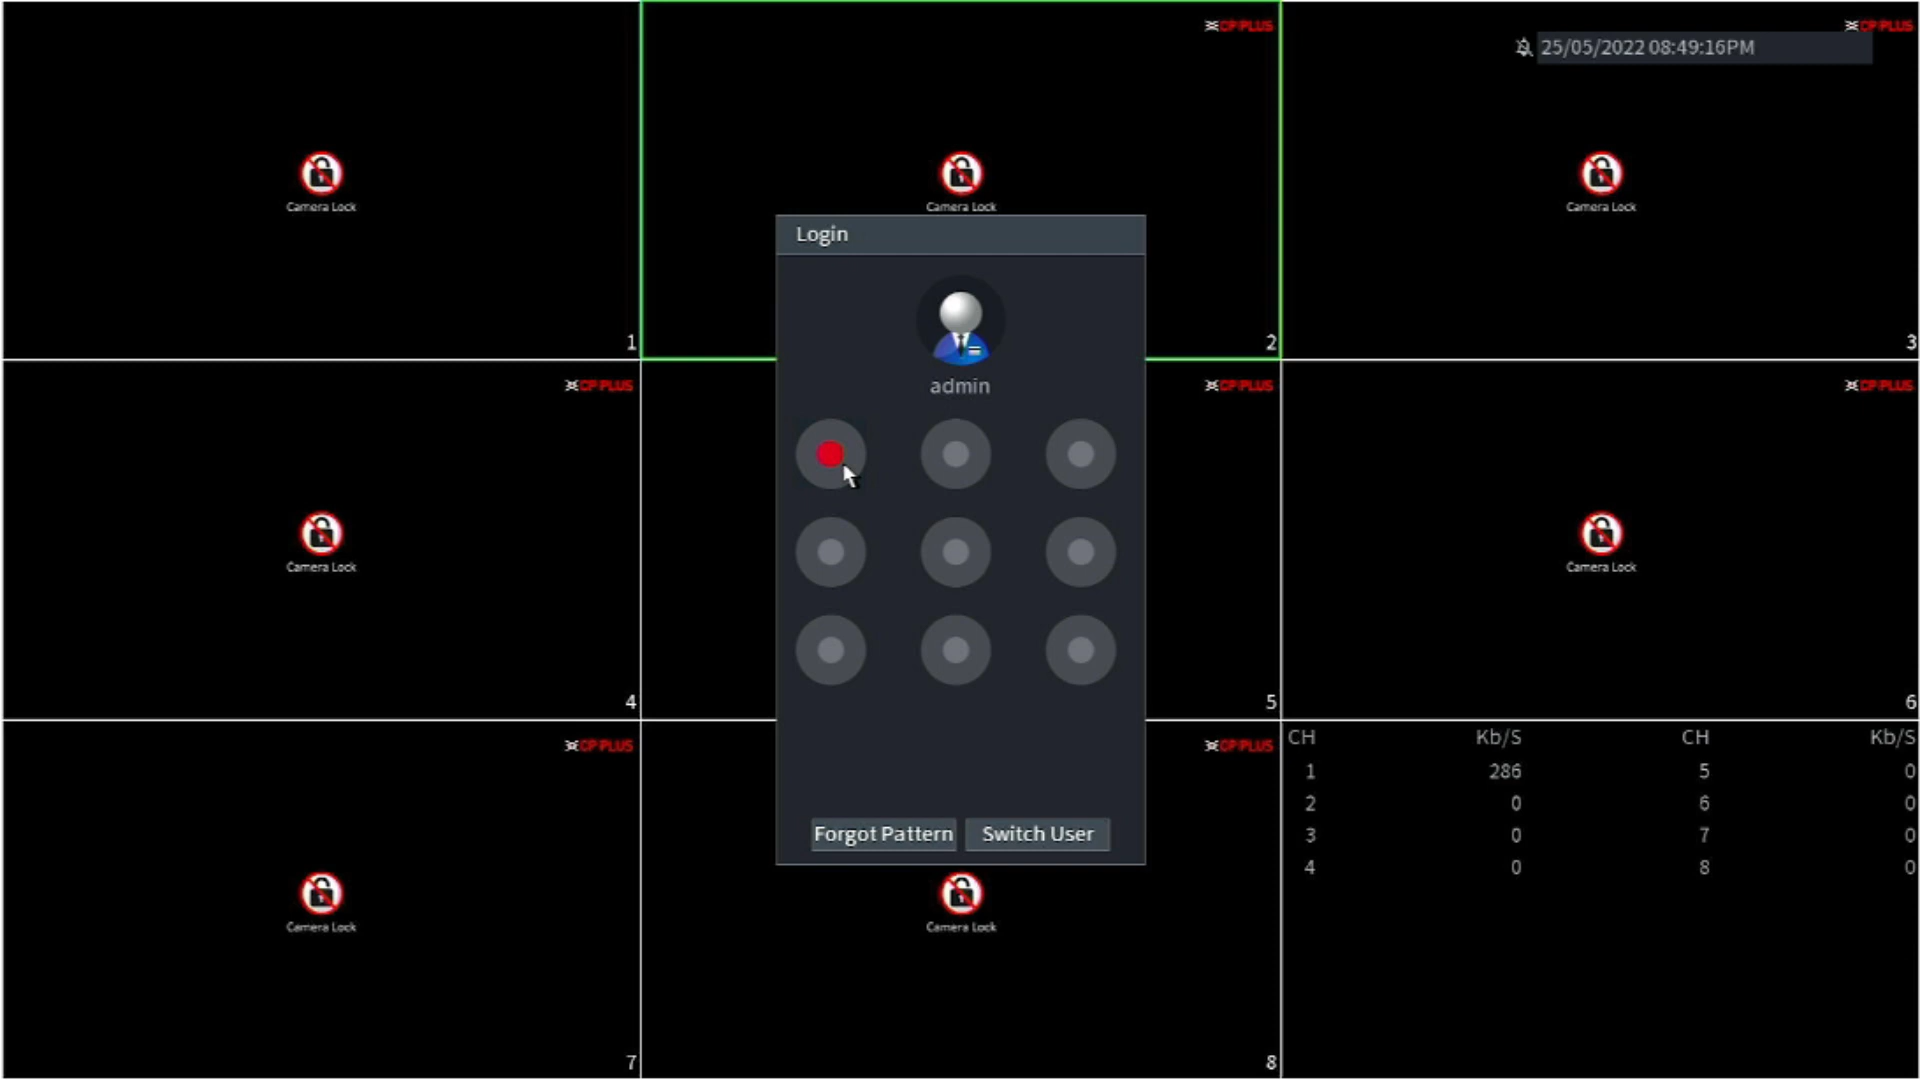 CP PLUS
CP PLUS
25/05/2022 08:49:16PM
Camera Lock
Camera Lock
Camera Lock
Login
1
2
3
admin
CP PLUS
CP PLUS
CP PLUS
Camera Lock
Camera Lock
4
5
6
CP PLUS
CP PLUS
CH Kb/S CH Kb/S
1 286 5 0
2 0 6 0
3 0 7 0
4 0 8 0
Forgot Pattern
Switch User
Camera Lock
Camera Lock
7
8